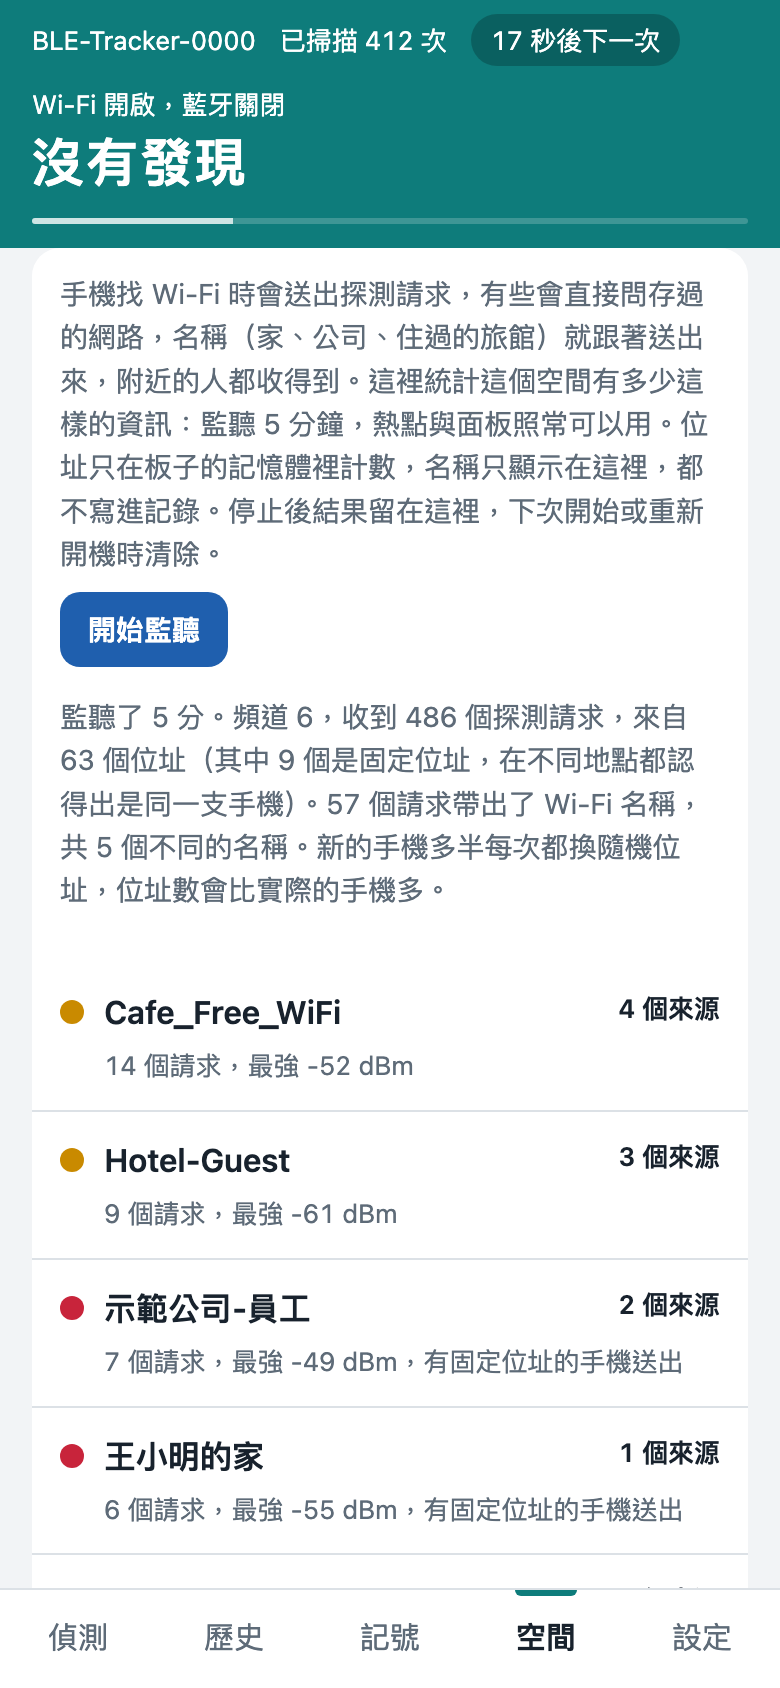 BLE-Tracker-0000 已掃描 412 次 17 秒後下一次
Wi-Fi 開啟，藍牙關閉
沒有發現
手機找 Wi-Fi 時會送出探測請求，有些會直接問存過
的網路，名稱（家、公司、住過的旅館）就跟著送出
來，附近的人都收得到。這裡統計這個空間有多少這
樣的資訊：監聽 5 分鐘，熱點與面板照常可以用。位
址只在板子的記憶體裡計數，名稱只顯示在這裡，都
不寫進記錄。停止後結果留在這裡，下次開始或重新
開機時清除。
開始監聽
監聽了 5 分。頻道 6，收到 486 個探測請求，來自
63 個位址（其中 9 個是固定位址，在不同地點都認
得出是同一支手機）。57 個請求帶出了 Wi-Fi 名稱，
共 5 個不同的名稱。新的手機多半每次都換隨機位
址，位址數會比實際的手機多。
Cafe_Free_WiFi 4 個來源
14 個請求，最強 -52 dBm
Hotel-Guest 3 個來源
9 個請求，最強 -61 dBm
示範公司-員工 2 個來源
7 個請求，最強 -49 dBm，有固定位址的手機送出
王小明的家 1 個來源
6 個請求，最強 -55 dBm，有固定位址的手機送出
偵測 歷史 記號 空間 設定